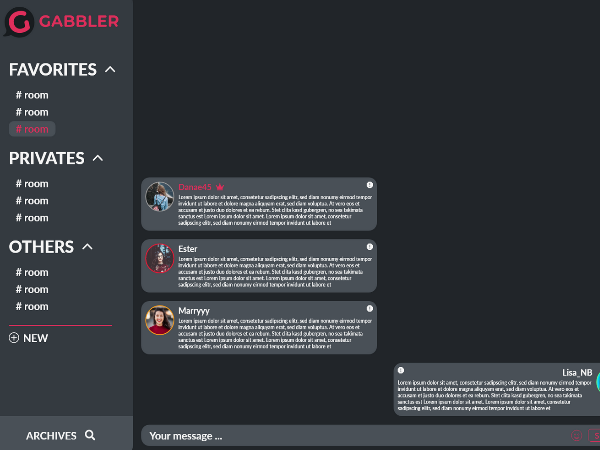 GABBLER
FAVORITES
# room
# room
# room
PRIVATES
# room
# room
# room
OTHERS
# room
# room
# room
NEW
ARCHIVES
Danae45
Lorem ipsum dolor sit amet, consetetur sadipscing elitr, sed diam nonumy eirmod tempor
invidunt ut labore et dolore magna aliquyam erat, sed diam voluptua. At vero eos et
accusam et justo duo dolores et ea rebum. Stet clita kasd gubergren, no sea takimata
sanctus est Lorem ipsum dolor sit amet. Lorem ipsum dolor sit amet, consetetur
sadipscing elitr, sed diam nonumy eirmod tempor invidunt ut labore et
Ester
Lorem ipsum dolor sit amet, consetetur sadipscing elitr, sed diam nonumy eirmod tempor
invidunt ut labore et dolore magna aliquyam erat, sed diam voluptua. At vero eos et
accusam et justo duo dolores et ea rebum. Stet clita kasd gubergren, no sea takimata
sanctus est Lorem ipsum dolor sit amet. Lorem ipsum dolor sit amet, consetetur
sadipscing elitr, sed diam nonumy eirmod tempor invidunt ut labore et
Marryyy
Lorem ipsum dolor sit amet, consetetur sadipscing elitr, sed diam nonumy eirmod tempor
invidunt ut labore et dolore magna aliquyam erat, sed diam voluptua. At vero eos et
accusam et justo duo dolores et ea rebum. Stet clita kasd gubergren, no sea takimata
sanctus est Lorem ipsum dolor sit amet. Lorem ipsum dolor sit amet, consetetur
sadipscing elitr, sed diam nonumy eirmod tempor invidunt ut labore et
Lisa_NB
Lorem ipsum dolor sit amet, consetetur sadipscing elitr, sed diam nonumy eirmod tempor
invidunt ut labore et dolore magna aliquyam erat, sed diam voluptua. At vero eos et
accusam et justo duo dolores et ea rebum. Stet clita kasd gubergren, no sea takimata
sanctus est Lorem ipsum dolor sit amet. Lorem ipsum dolor sit amet, consetetur
sadipscing elitr, sed diam nonumy eirmod tempor invidunt ut labore et
Your message ...